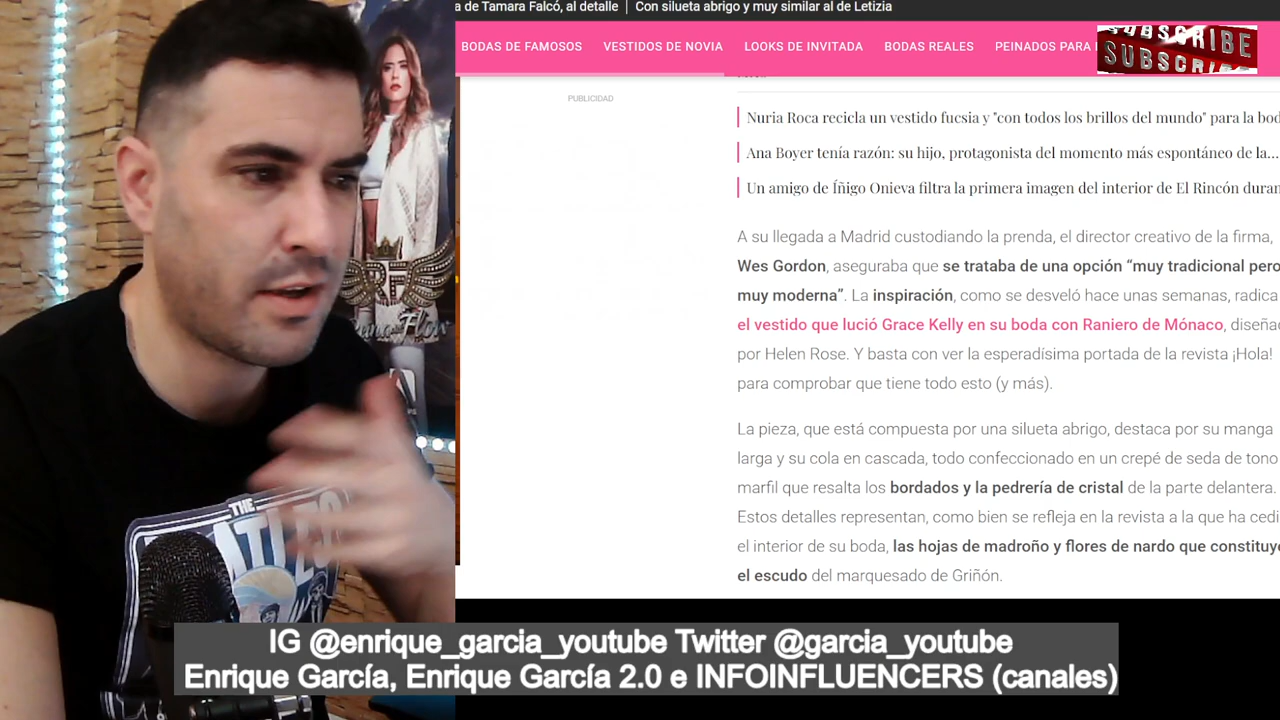 a de Tamara Falcó, al detalle | Con silueta abrigo y muy similar al de Letizia
BODAS DE FAMOSOS VESTIDOS DE NOVIA LOOKS DE INVITADA BODAS REALES PEINADOS PARA
SUBSCRIBE
SUBSCRI
PUBLICIDAD
Nuria Roca recicla un vestido fucsia y "con todos los brillos del mundo" para la bod
Ana Boyer tenía razón: su hijo, protagonista del momento más espontáneo de la...
Un amigo de Íñigo Onieva filtra la primera imagen del interior de El Rincón duran
A su llegada a Madrid custodiando la prenda, el director creativo de la firma,
Wes Gordon, aseguraba que se trataba de una opción “muy tradicional pero
muy moderna”. La inspiración, como se desveló hace unas semanas, radica
el vestido que lució Grace Kelly en su boda con Raniero de Mónaco, diseña
por Helen Rose. Y basta con ver la esperadísima portada de la revista ¡Hola!
para comprobar que tiene todo esto (y más).
La pieza, que está compuesta por una silueta abrigo, destaca por su manga
larga y su cola en cascada, todo confeccionado en un crepé de seda de tono
marfil que resalta los bordados y la pedrería de cristal de la parte delantera.
Estos detalles representan, como bien se refleja en la revista a la que ha cedi
el interior de su boda, las hojas de madroño y flores de nardo que constituye
el escudo del marquesado de Griñón.
RF
THE
IG @enrique_garcia_youtube Twitter @garcia_youtube
Enrique García, Enrique García 2.0 e INFOINFLUENCERS (canales)